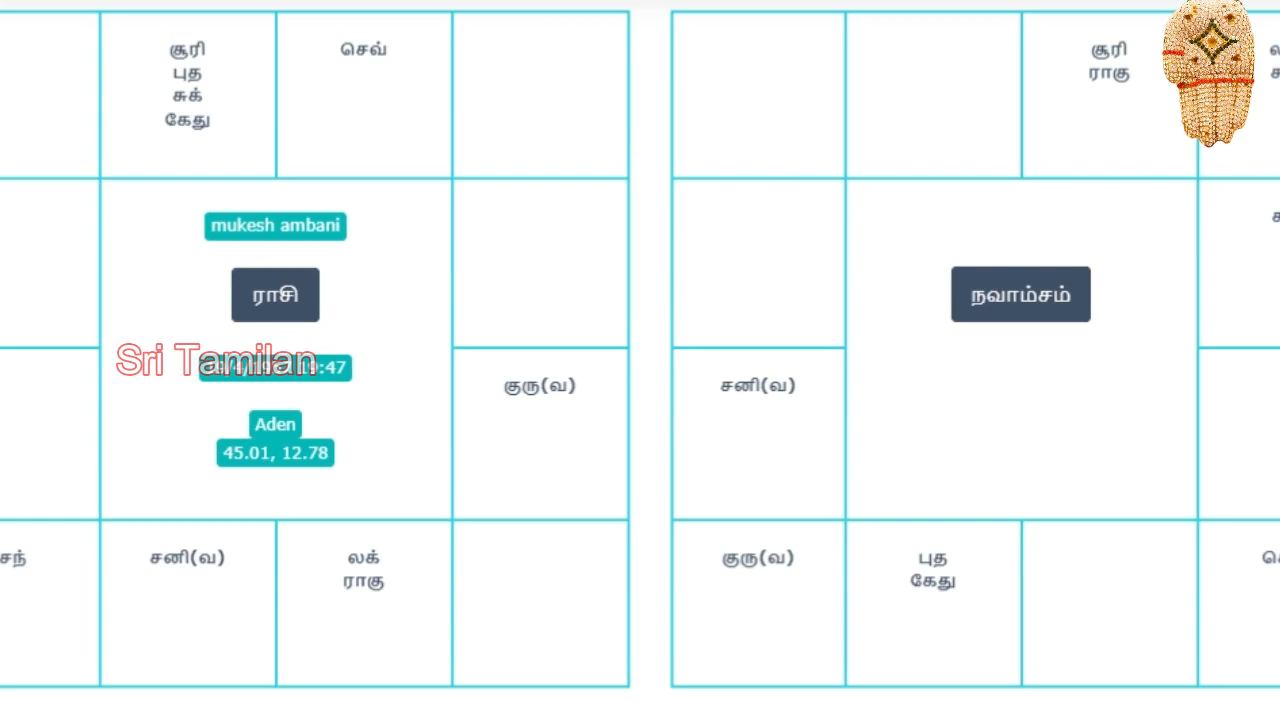 சூரி
புத
சுக்
கேது
செவ்
mukesh ambani
ராசி
Sri Tamilan
Aden
45.01, 12.78
குரு(வ)
சந்
சனி(வ)
லக்
ராகு
சூரி
ராகு
நவாம்சம்
சனி(வ)
குரு(வ)
புத
கேது